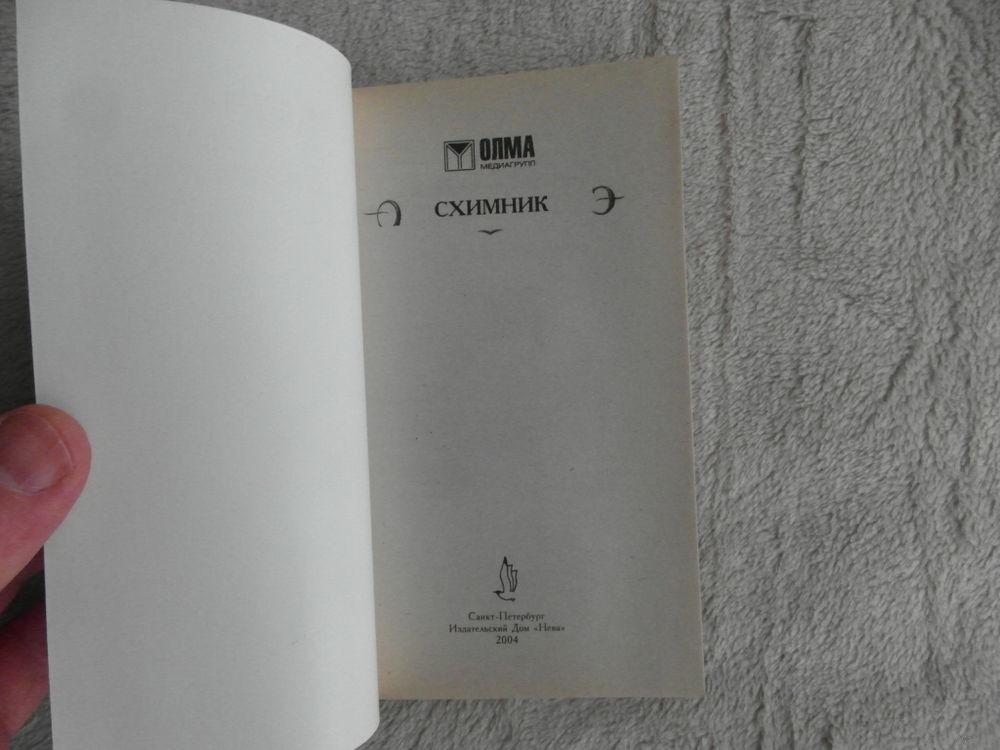 ОЛМА
МЕДИАГРУПП
СХИМНИК
Санкт-Петербург
Издательский Дом «Нева»
2004